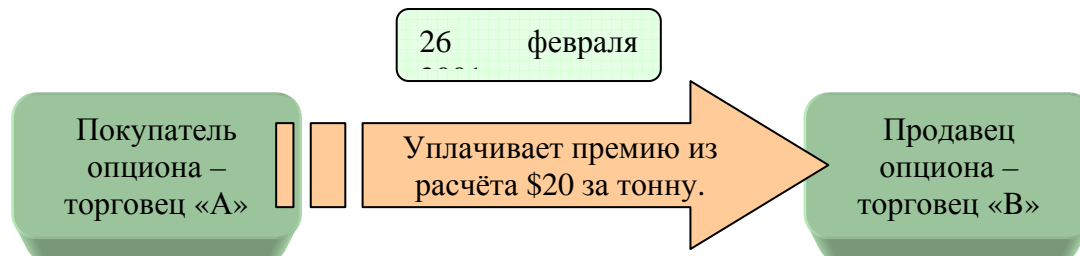 26 февраля
Покупатель
опциона –
торговец «А»
Уплачивает премию из
расчёта $20 за тонну.
Продавец
опциона –
торговец «В»